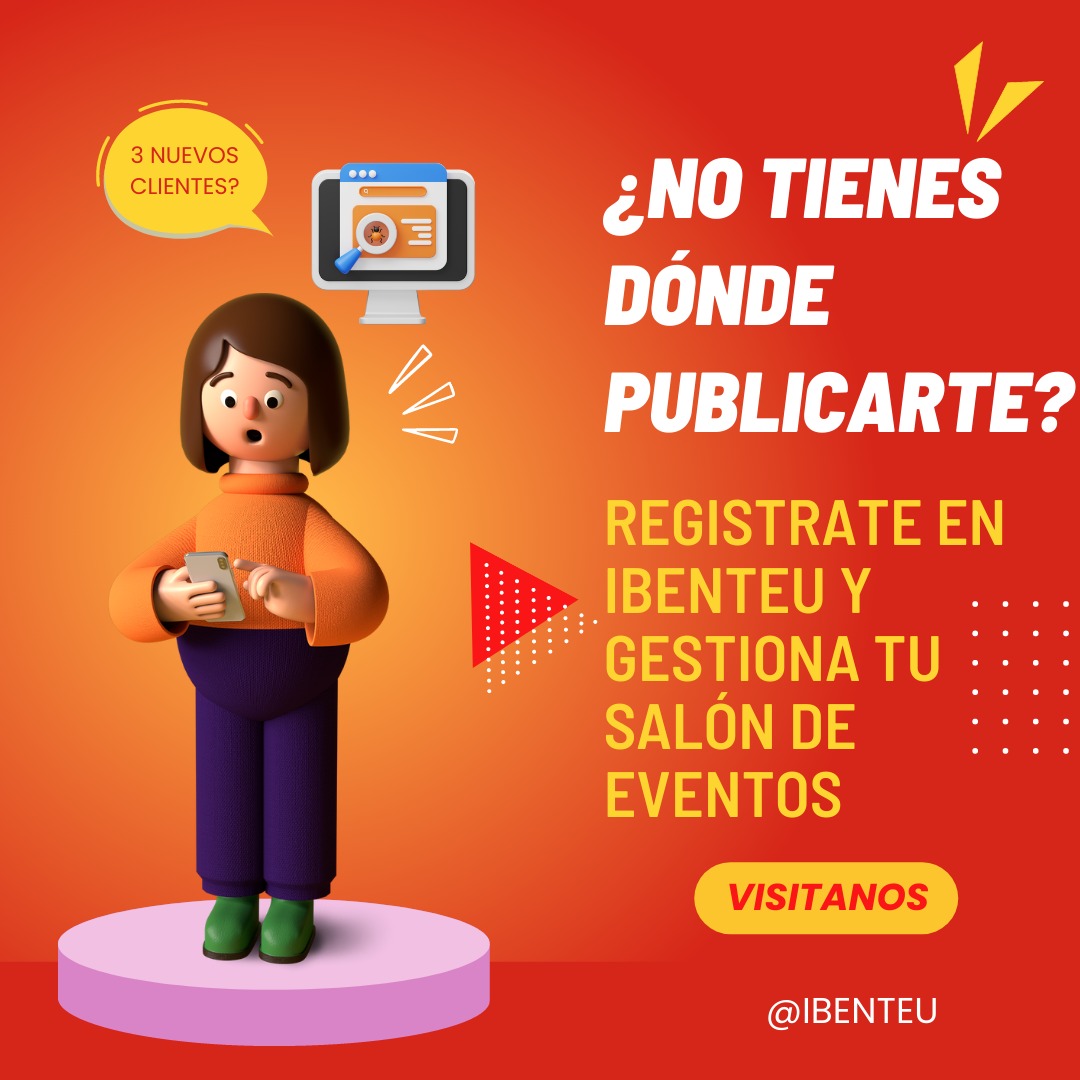 3 NUEVOS
CLIENTES?
¿NO TIENES
DÓNDE
PUBLICARTE?
REGISTRATE EN
IBENTEU Y
GESTIONA TU
SALÓN DE
EVENTOS
VISITANOS
@IBENTEU